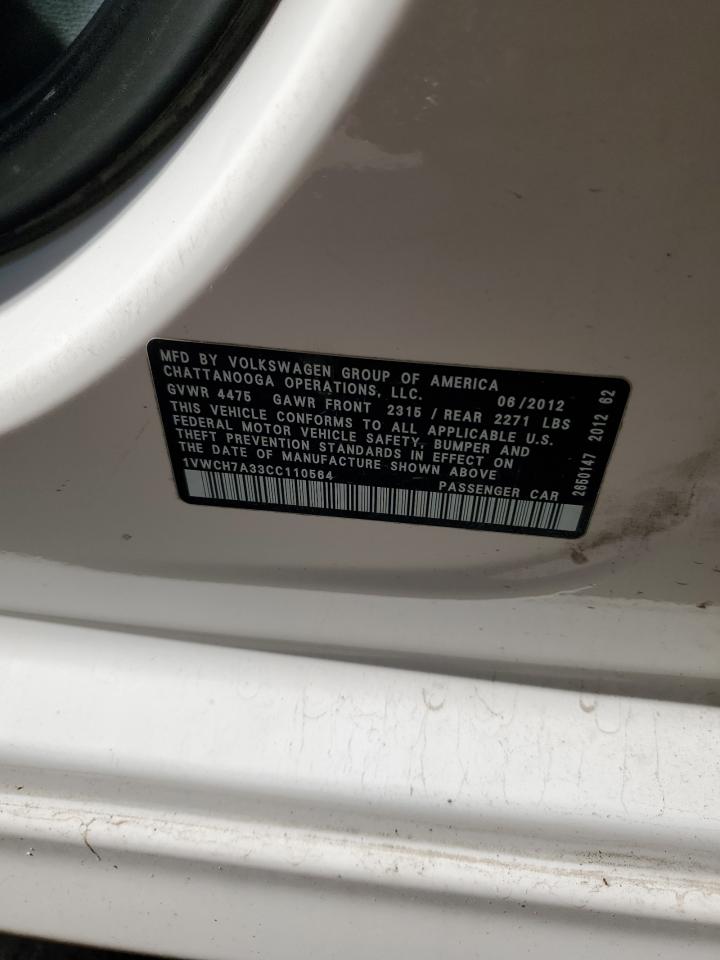 MFD BY VOLKSWAGEN GROUP OF AMERICA
CHATTANOOGA OPERATIONS, LLC. 06/2012
GVWR 4475 GAWR FRONT 2315 / REAR 2271 LBS
THIS VEHICLE CONFORMS TO ALL APPLICABLE U.S.
FEDERAL MOTOR VEHICLE SAFETY, BUMPER AND
THEFT PREVENTION STANDARDS IN EFFECT ON
THE DATE OF MANUFACTURE SHOWN ABOVE
1VWCH7A33CC110564 PASSENGER CAR
2650147 2012 62